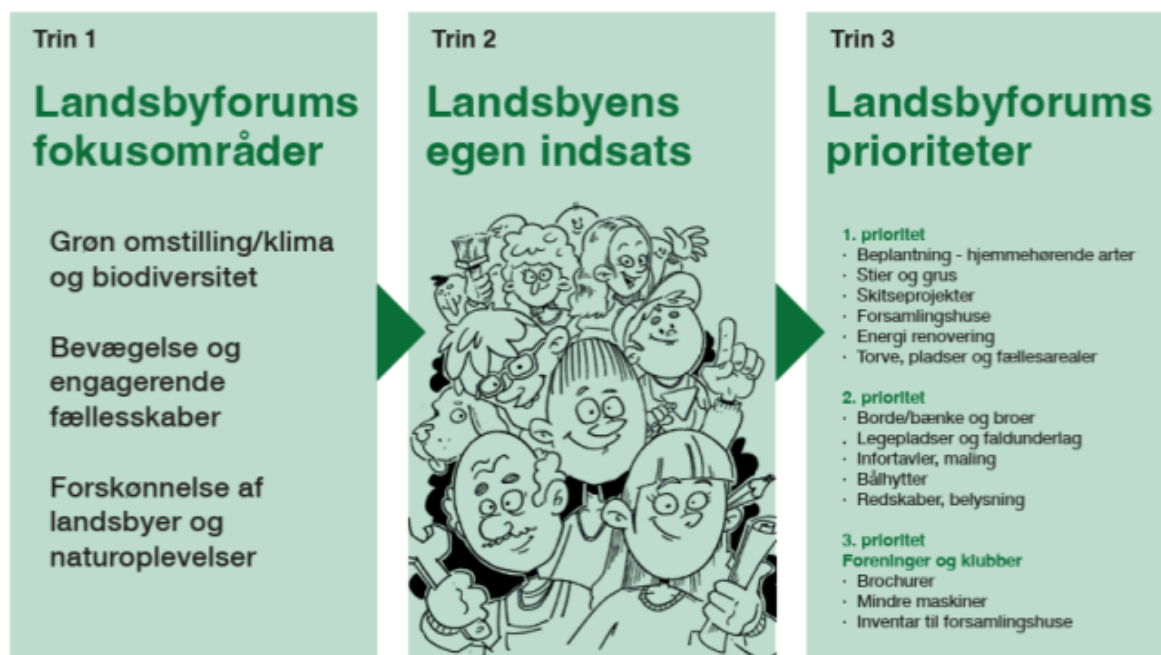 Trin 1
Landsbyforums
fokusområder
Grøn omstilling/klima
og biodiversitet
Bevægelse og
engagerende
fællesskaber
Forskønnelse af
landsbyer og
naturoplevelser
Trin 2
Landsbyens
egen indsats
Trin 3
Landsbyforums
prioriteter
1. prioritet
· Beplantning - hjemmehørende arter
· Stier og grus
· Skitseprojekter
· Forsamlingshuse
· Energi renovering
· Torve, pladser og fællesarealer
2. prioritet
· Borde/bænke og broer
. Legepladser og faldunderlag
· Infortavler, maling
· Bålhytter
· Redskaber, belysning
3. prioritet
Foreninger og klubber
· Brochurer
· Mindre maskiner
· Inventar til forsamlingshuse